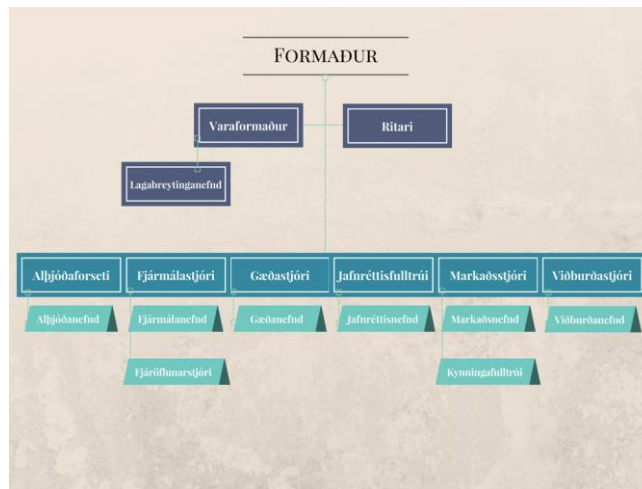 Formaður
Varaformaður
Ritari
Lagabreytinganefnd
Alþjóðaforseti
Fjármálastjóri
Gæðastjóri
Jafnréttisfulltrúi
Markaðsstjóri
Viðburðastjóri
Alþjóðanefnd
Fjármálanefnd
Gæðanefnd
Jafnréttisnefnd
Markaðsnefnd
Viðburðanefnd
Fjáröflunarstjóri
Kynningafulltrúi